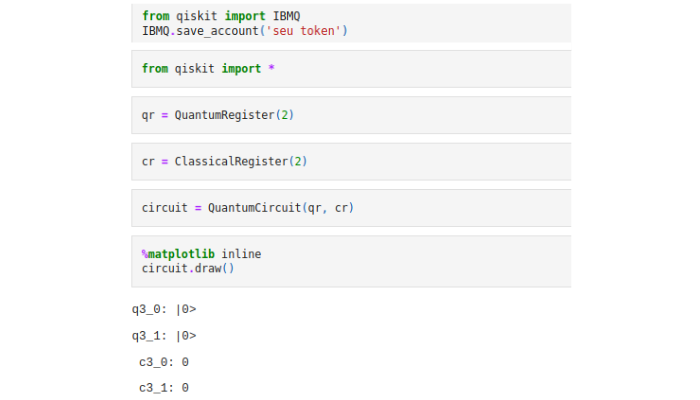 from qiskit import IBMQ
IBMQ.save_account('seu token')
from qiskit import *
qr = QuantumRegister(2)
cr = ClassicalRegister(2)
circuit = QuantumCircuit(qr, cr)
%matplotlib inline
circuit.draw()
q3_0: |0>
q3_1: |0>
c3_0: 0
c3_1: 0